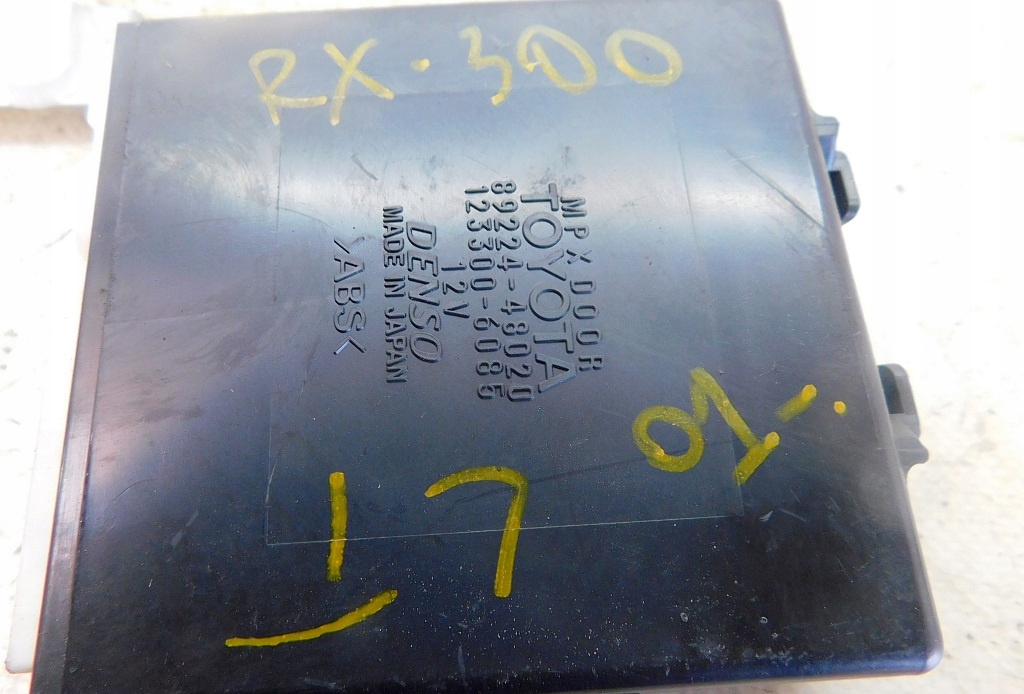 RX·300
MPX DOOR
TOYOTA
89224-48020
123300-6085
12V
DENSO
MADE IN JAPAN
>ABS<
01-
17